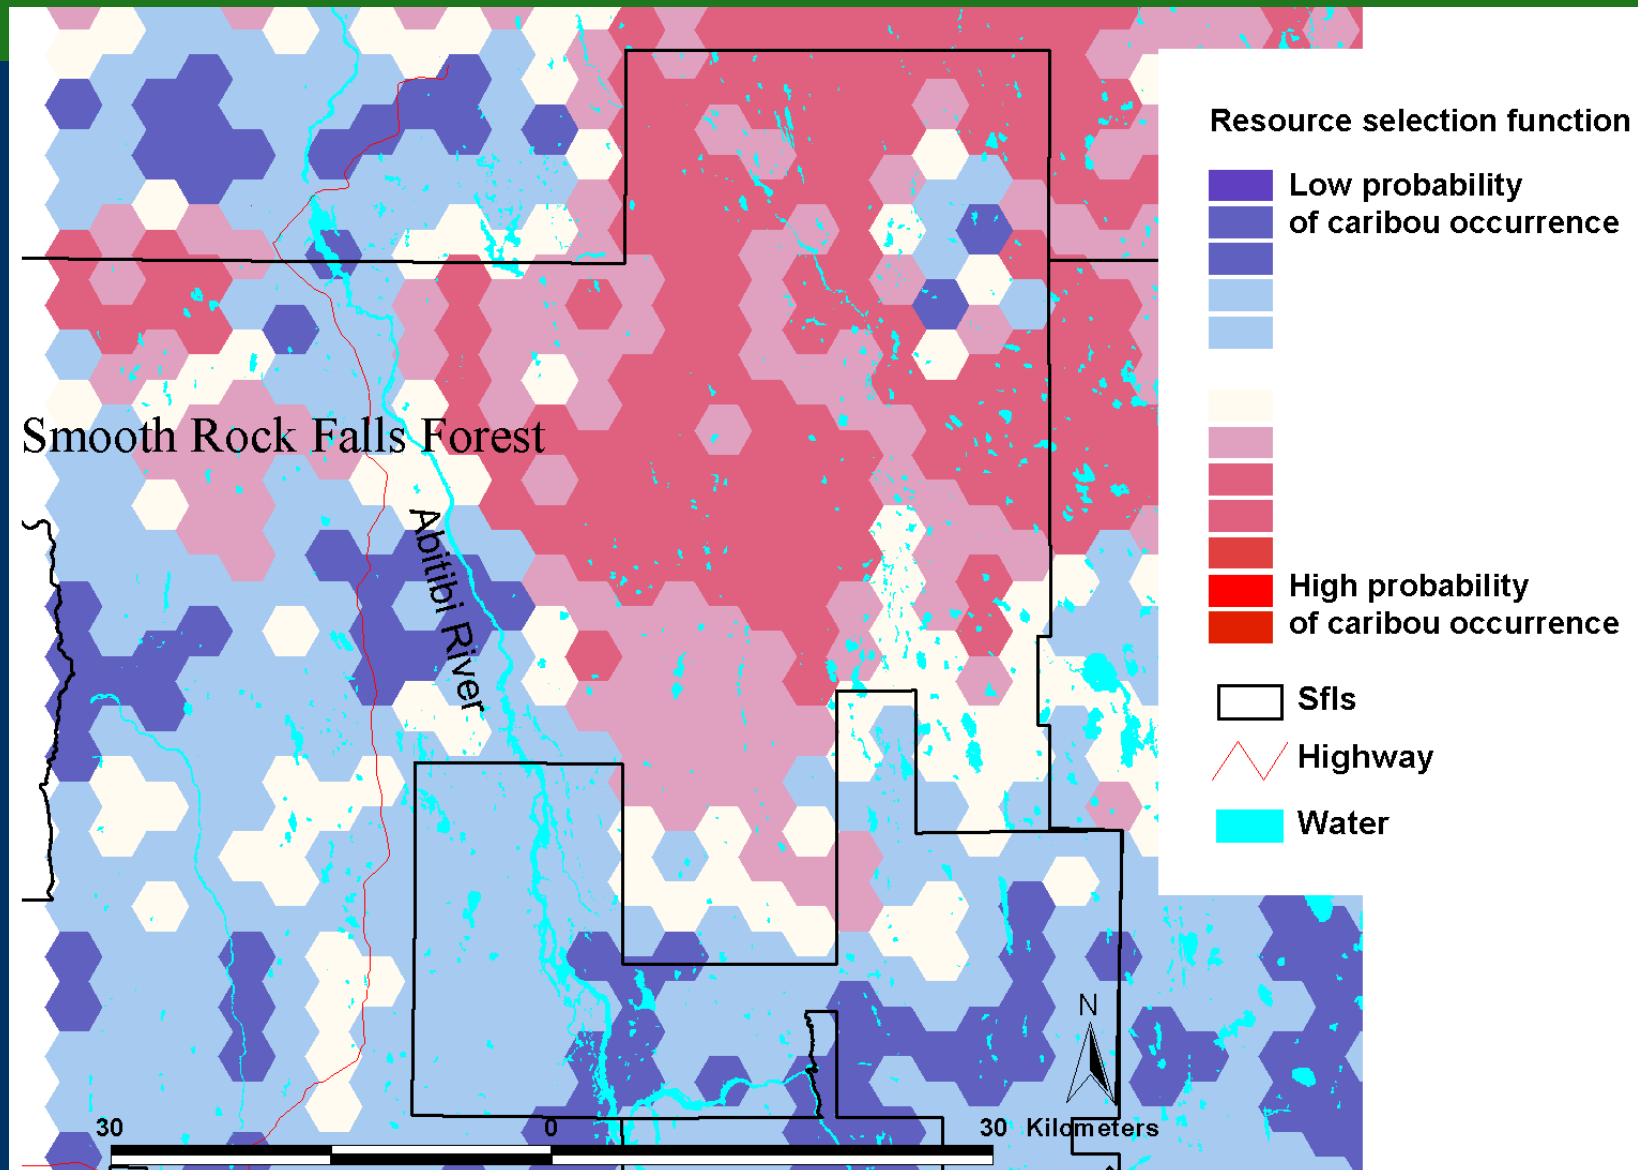 Resource selection function
Low probability
of caribou occurrence
High probability
of caribou occurrence
Sfls
Highway
Water
Smooth Rock Falls Forest
Abitibi River
N
30 0 30 Kilometers